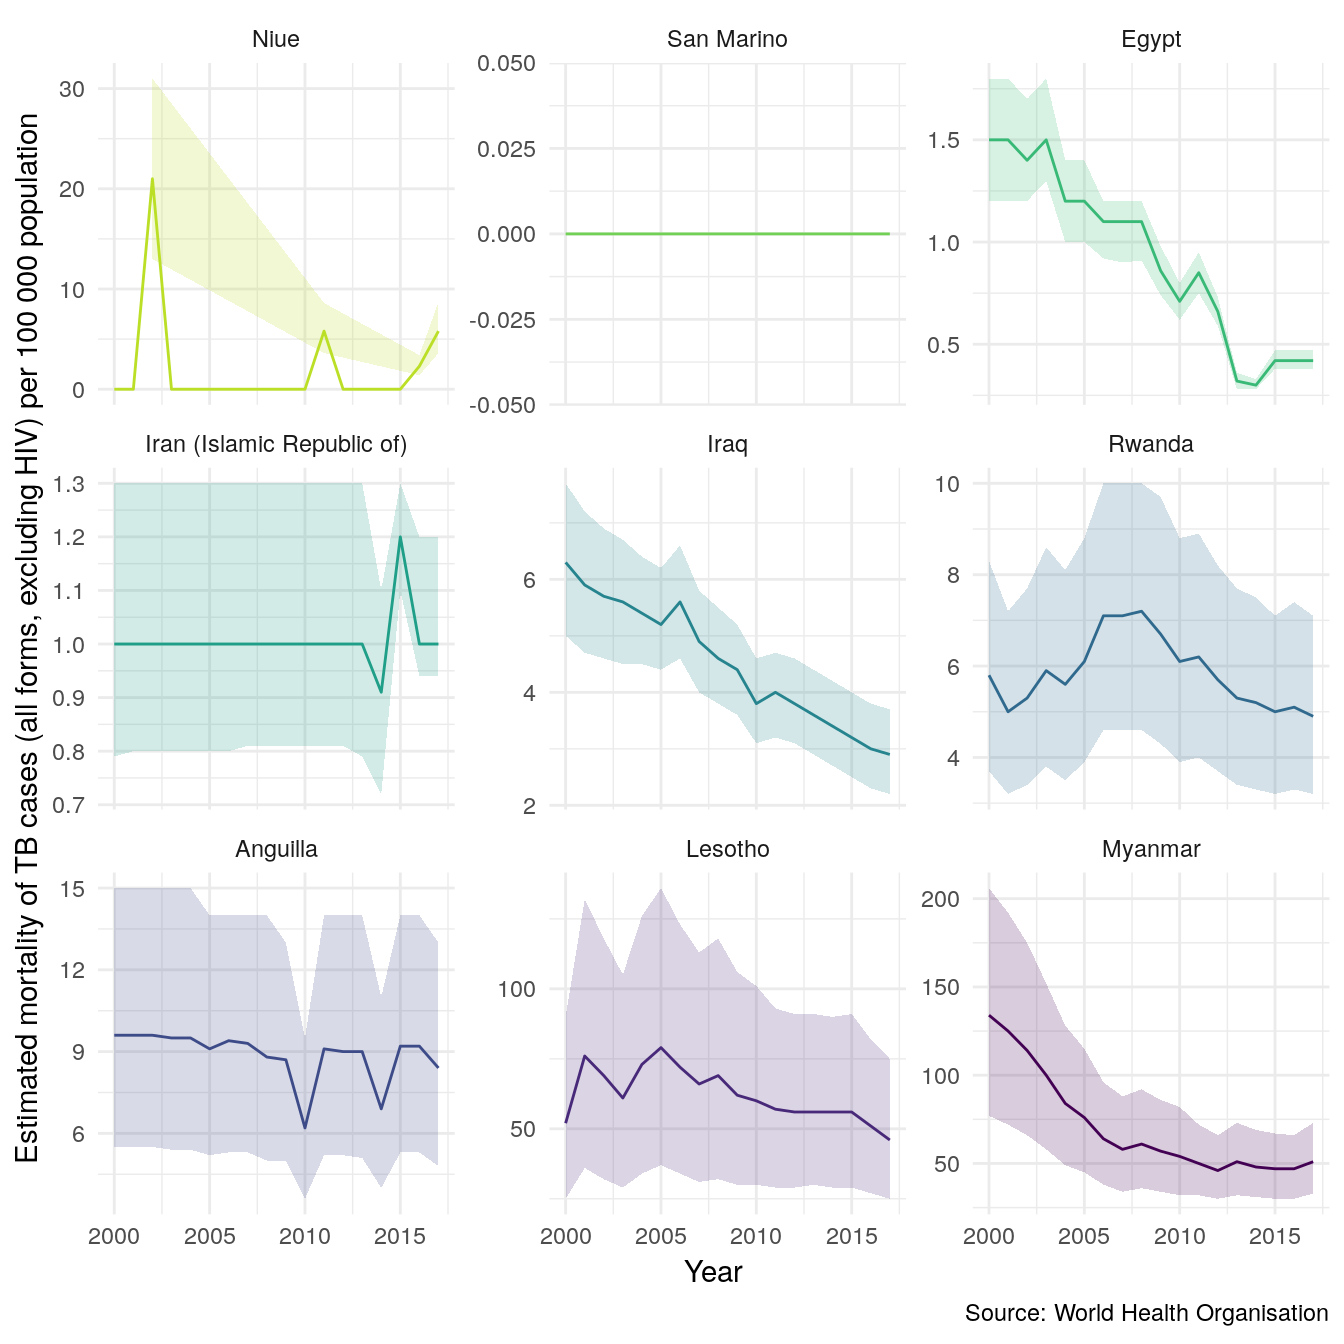 Niue
San Marino
Egypt
30
20
10
0
0.050
0.025
0.000
-0.025
-0.050
1.5
1.0
0.5
Iran (Islamic Republic of)
Iraq
Rwanda
1.3
1.2
1.1
1.0
0.9
0.8
0.7
6
4
2
10
8
6
4
Anguilla
Lesotho
Myanmar
15
12
9
6
100
50
200
150
100
50
2000 2005 2010 2015
2000 2005 2010 2015
2000 2005 2010 2015
Estimated mortality of TB cases (all forms, excluding HIV) per 100 000 population
Year
Source: World Health Organisation